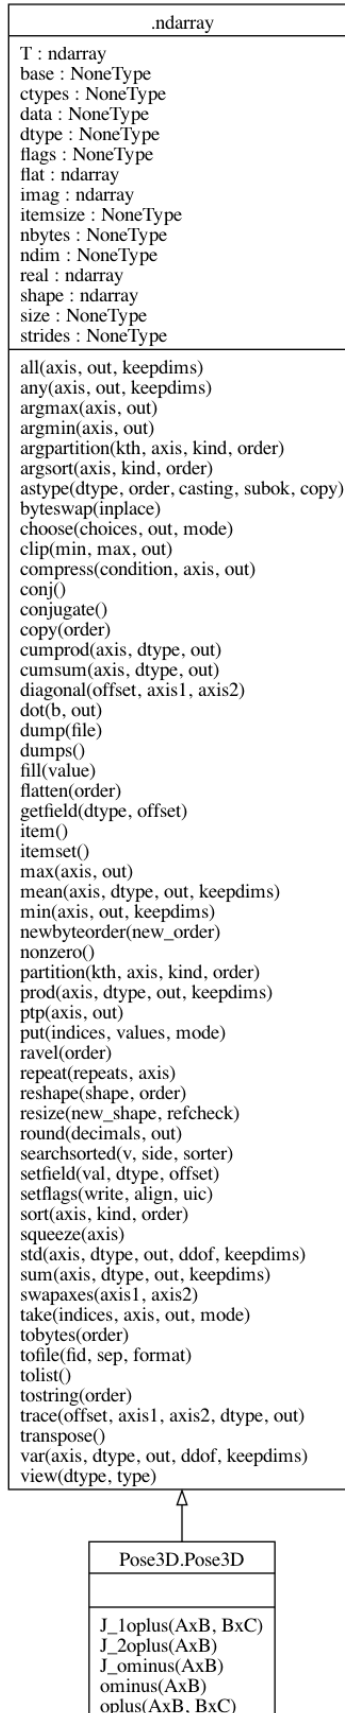 .ndarray
T : ndarray
base : NoneType
ctypes : NoneType
data : NoneType
dtype : NoneType
flags : NoneType
flat : ndarray
imag : ndarray
itemsize : NoneType
nbytes : NoneType
ndim : NoneType
real : ndarray
shape : ndarray
size : NoneType
strides : NoneType
all(axis, out, keepdims)
any(axis, out, keepdims)
argmax(axis, out)
argmin(axis, out)
argpartition(kth, axis, kind, order)
argsort(axis, kind, order)
astype(dtype, order, casting, subok, copy)
byteswap(inplace)
choose(choices, out, mode)
clip(min, max, out)
compress(condition, axis, out)
conj()
conjugate()
copy(order)
cumprod(axis, dtype, out)
cumsum(axis, dtype, out)
diagonal(offset, axis1, axis2)
dot(b, out)
dump(file)
dumps()
fill(value)
flatten(order)
getfield(dtype, offset)
item()
itemset()
max(axis, out)
mean(axis, dtype, out, keepdims)
min(axis, out, keepdims)
newbyteorder(new_order)
nonzero()
partition(kth, axis, kind, order)
prod(axis, dtype, out, keepdims)
ptp(axis, out)
put(indices, values, mode)
ravel(order)
repeat(repeats, axis)
reshape(shape, order)
resize(new_shape, refcheck)
round(decimals, out)
searchsorted(v, side, sorter)
setfield(val, dtype, offset)
setflags(write, align, uic)
sort(axis, kind, order)
squeeze(axis)
std(axis, dtype, out, ddof, keepdims)
sum(axis, dtype, out, keepdims)
swapaxes(axis1, axis2)
take(indices, axis, out, mode)
tobytes(order)
tofile(fid, sep, format)
tolist()
tostring(order)
trace(offset, axis1, axis2, dtype, out)
transpose()
var(axis, dtype, out, ddof, keepdims)
view(dtype, type)
Pose3D.Pose3D
J_1oplus(AxB, BxC)
J_2oplus(AxB)
J_ominus(AxB)
ominus(AxB)
oplus(AxB, BxC)